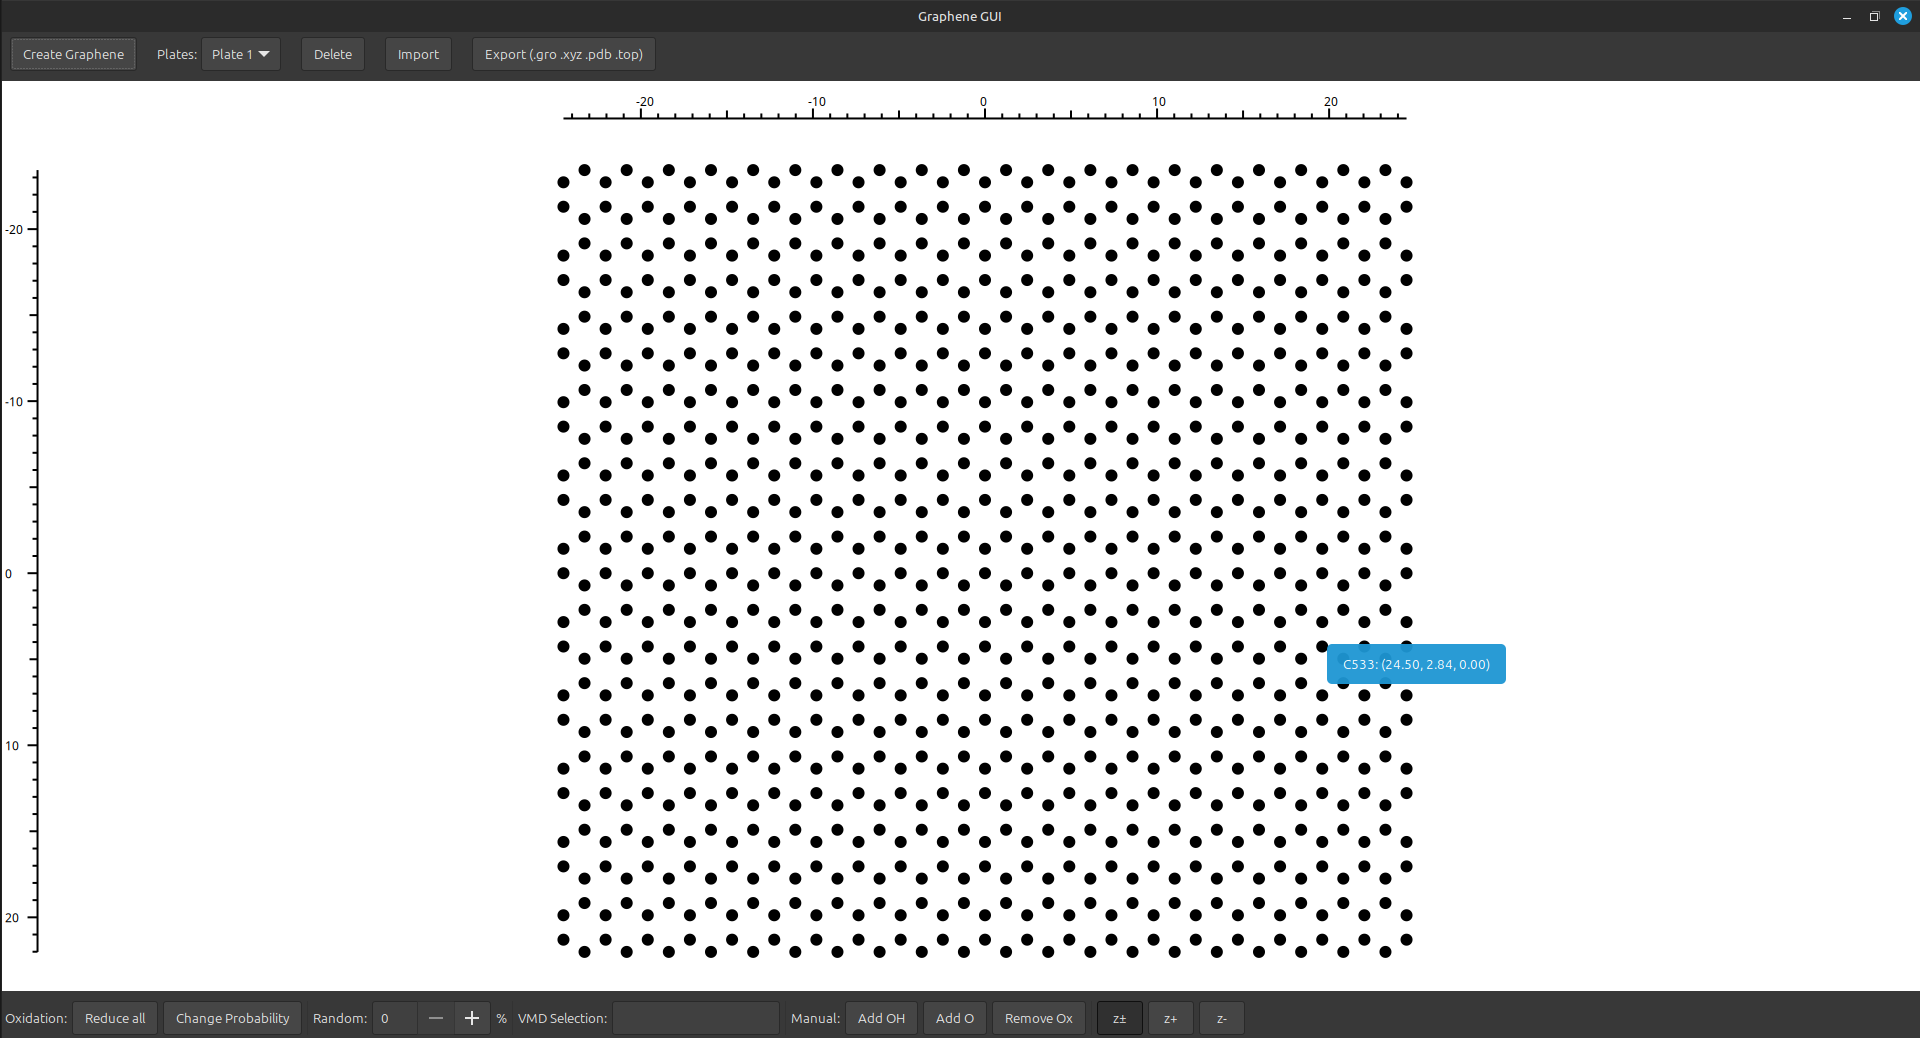 Graphene GUI
Create Graphene Plates: Plate 1 Delete Import Export (.gro .xyz .pdb .top)
-20 -10 0 10 20
-20
-10
0
C533: (24.50, 2.84, 0.00)
10
20
Oxidation: Reduce all Change Probability Random: 0 % VMD Selection: Manual: Add OH Add O Remove Ox z± z+ z-